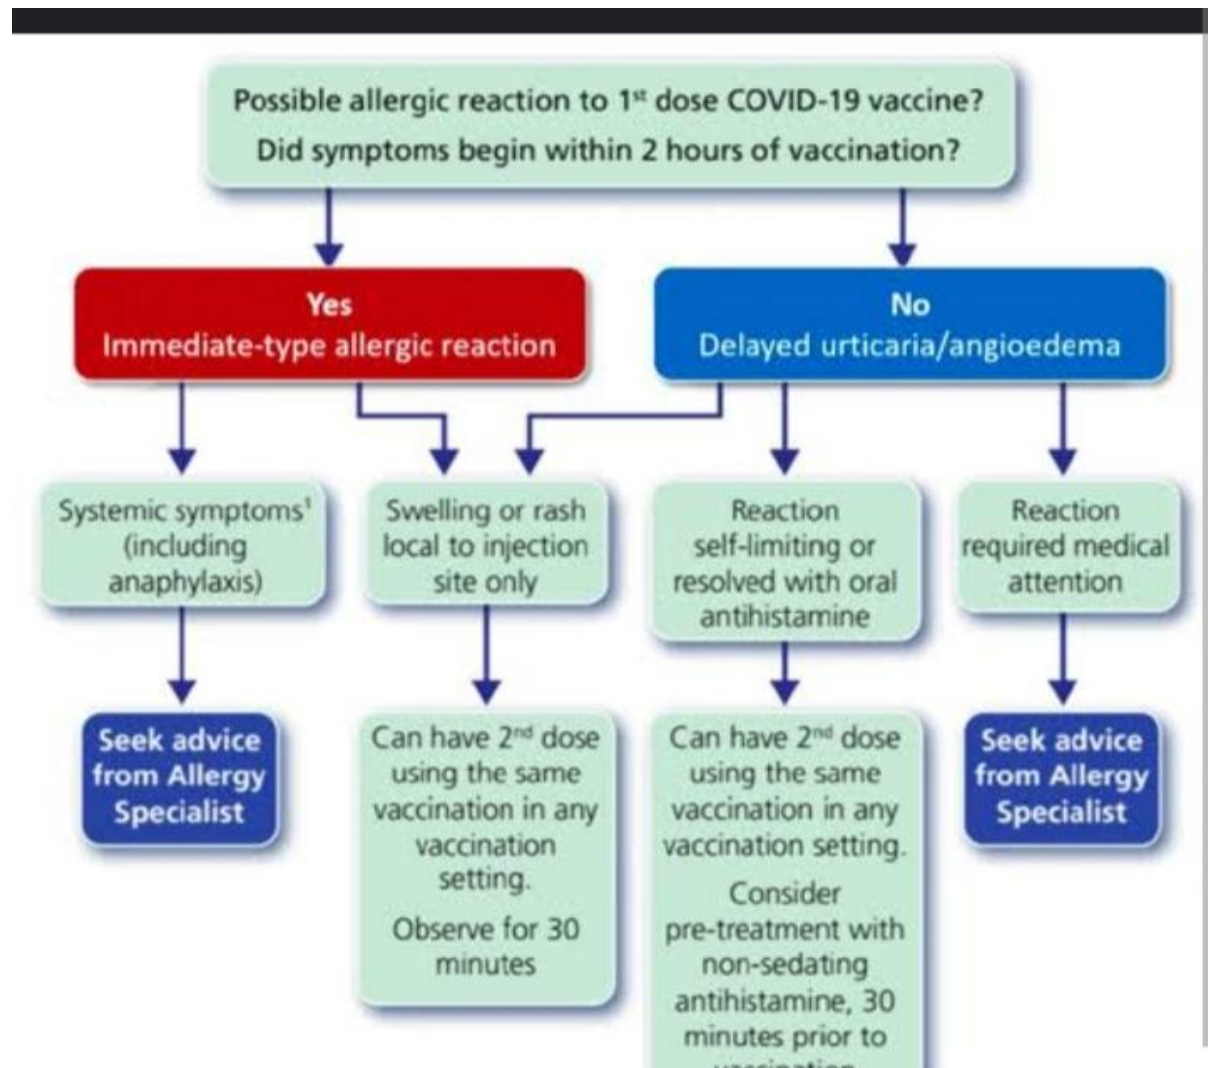 Possible allergic reaction to 1st dose COVID-19 vaccine?
Did symptoms begin within 2 hours of vaccination?
Yes
Immediate-type allergic reaction
No
Delayed urticaria/angioedema
Systemic symptoms¹
(including
anaphylaxis)
Swelling or rash
local to injection
site only
Reaction
self-limiting or
resolved with oral
antihistamine
Reaction
required medical
attention
Seek advice
from Allergy
Specialist
Can have 2nd dose
using the same
vaccination in any
vaccination
setting.
Observe for 30
minutes
Can have 2nd dose
using the same
vaccination in any
vaccination setting.
Consider
pre-treatment with
non-sedating
antihistamine, 30
minutes prior to
vaccination
Seek advice
from Allergy
Specialist